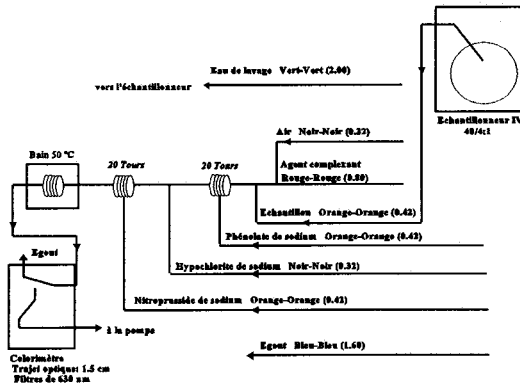 Eau de lavage Vert-Vert (2.00)
vers l'échantillonneur
Echantillonneur IV
40/4:1
Air Noir-Noir (0.32)
Bain 50 °C
20 Tours
20 Tours
Agent complexant
Rouge-Rouge (0.80)
Echantillon Orange-Orange (0.42)
Phénolate de sodium Orange-Orange (0.42)
Egout
Hypochlorite de sodium Noir-Noir (0.32)
Nitroprusside de sodium Orange-Orange (0.42)
à la pompe
Egout Bleu-Bleu (1.60)
Colorimètre
Trajet optique: 1.5 cm
Filtres de 630 nm